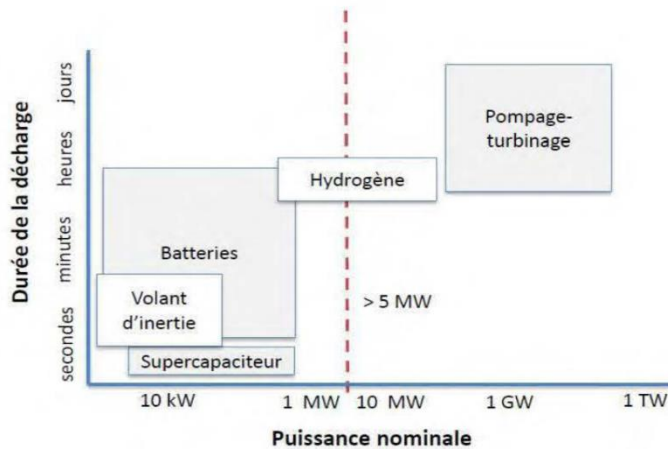 Durée de la décharge
jours
heures
minutes
secondes
Pompage-
turbinage
Hydrogène
Batteries
Volant
d'inertie
Supercapaciteur
> 5 MW
10 kW
1 MW
10 MW
1 GW
1 TW
Puissance nominale